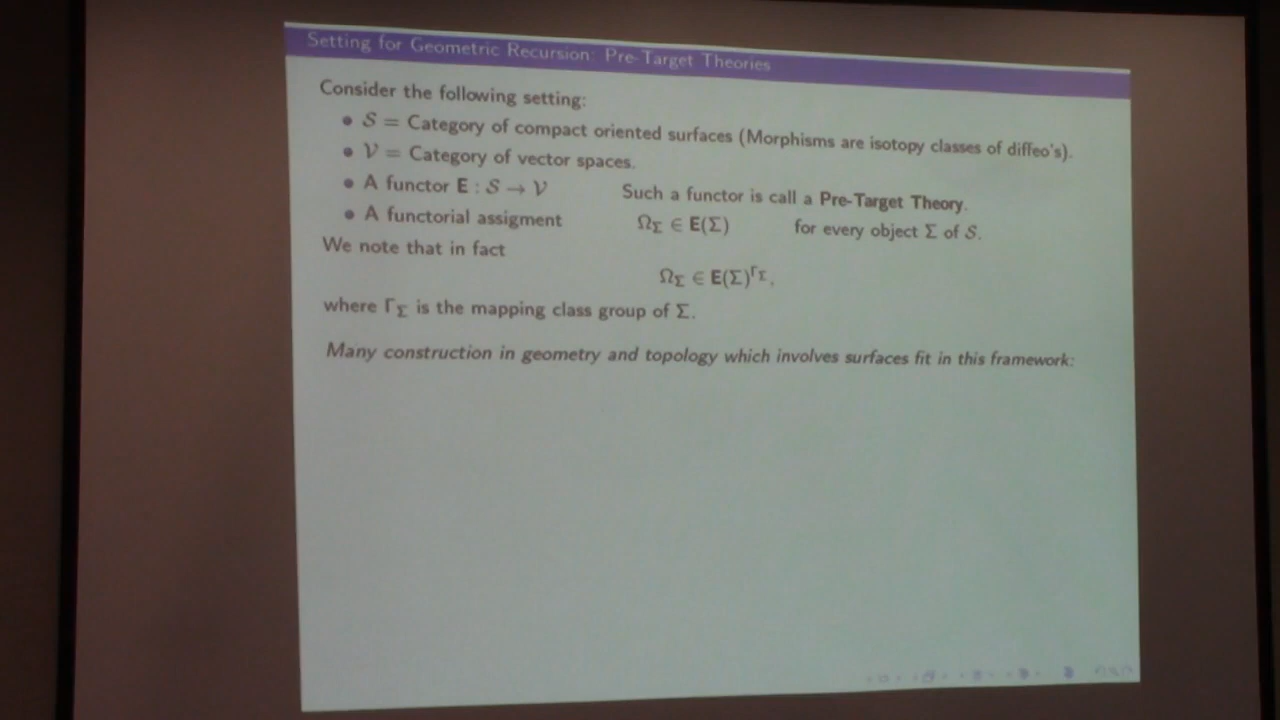 Setting for Geometric Recursion: Pre-Target Theories
Consider the following setting:
• 𝒮 = Category of compact oriented surfaces (Morphisms are isotopy classes of diffeo's).
• 𝒱 = Category of vector spaces.
• A functor E : 𝒮 → 𝒱 Such a functor is call a Pre-Target Theory.
• A functorial assigment Ω_Σ ∈ E(Σ) for every object Σ of 𝒮.
We note that in fact
Ω_Σ ∈ E(Σ)^{Γ_Σ},
where Γ_Σ is the mapping class group of Σ.
Many construction in geometry and topology which involves surfaces fit in this framework: